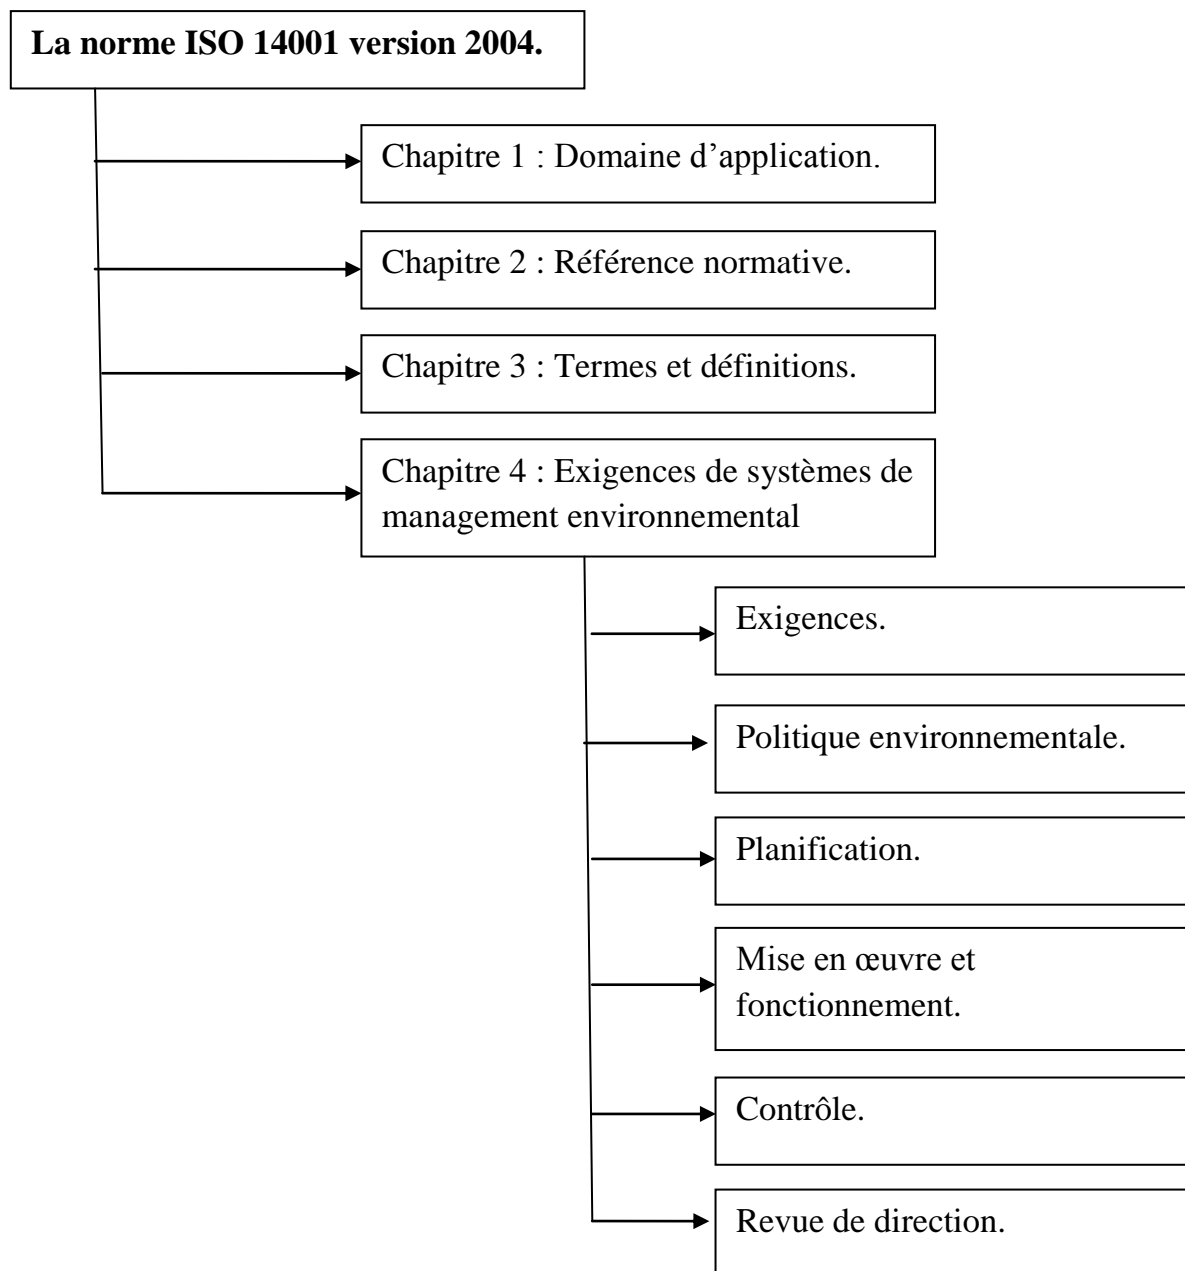 La norme ISO 14001 version 2004.
Chapitre 1 : Domaine d’application.
Chapitre 2 : Référence normative.
Chapitre 3 : Termes et définitions.
Chapitre 4 : Exigences de systèmes de
management environnemental
Exigences.
Politique environnementale.
Planification.
Mise en œuvre et
fonctionnement.
Contrôle.
Revue de direction.